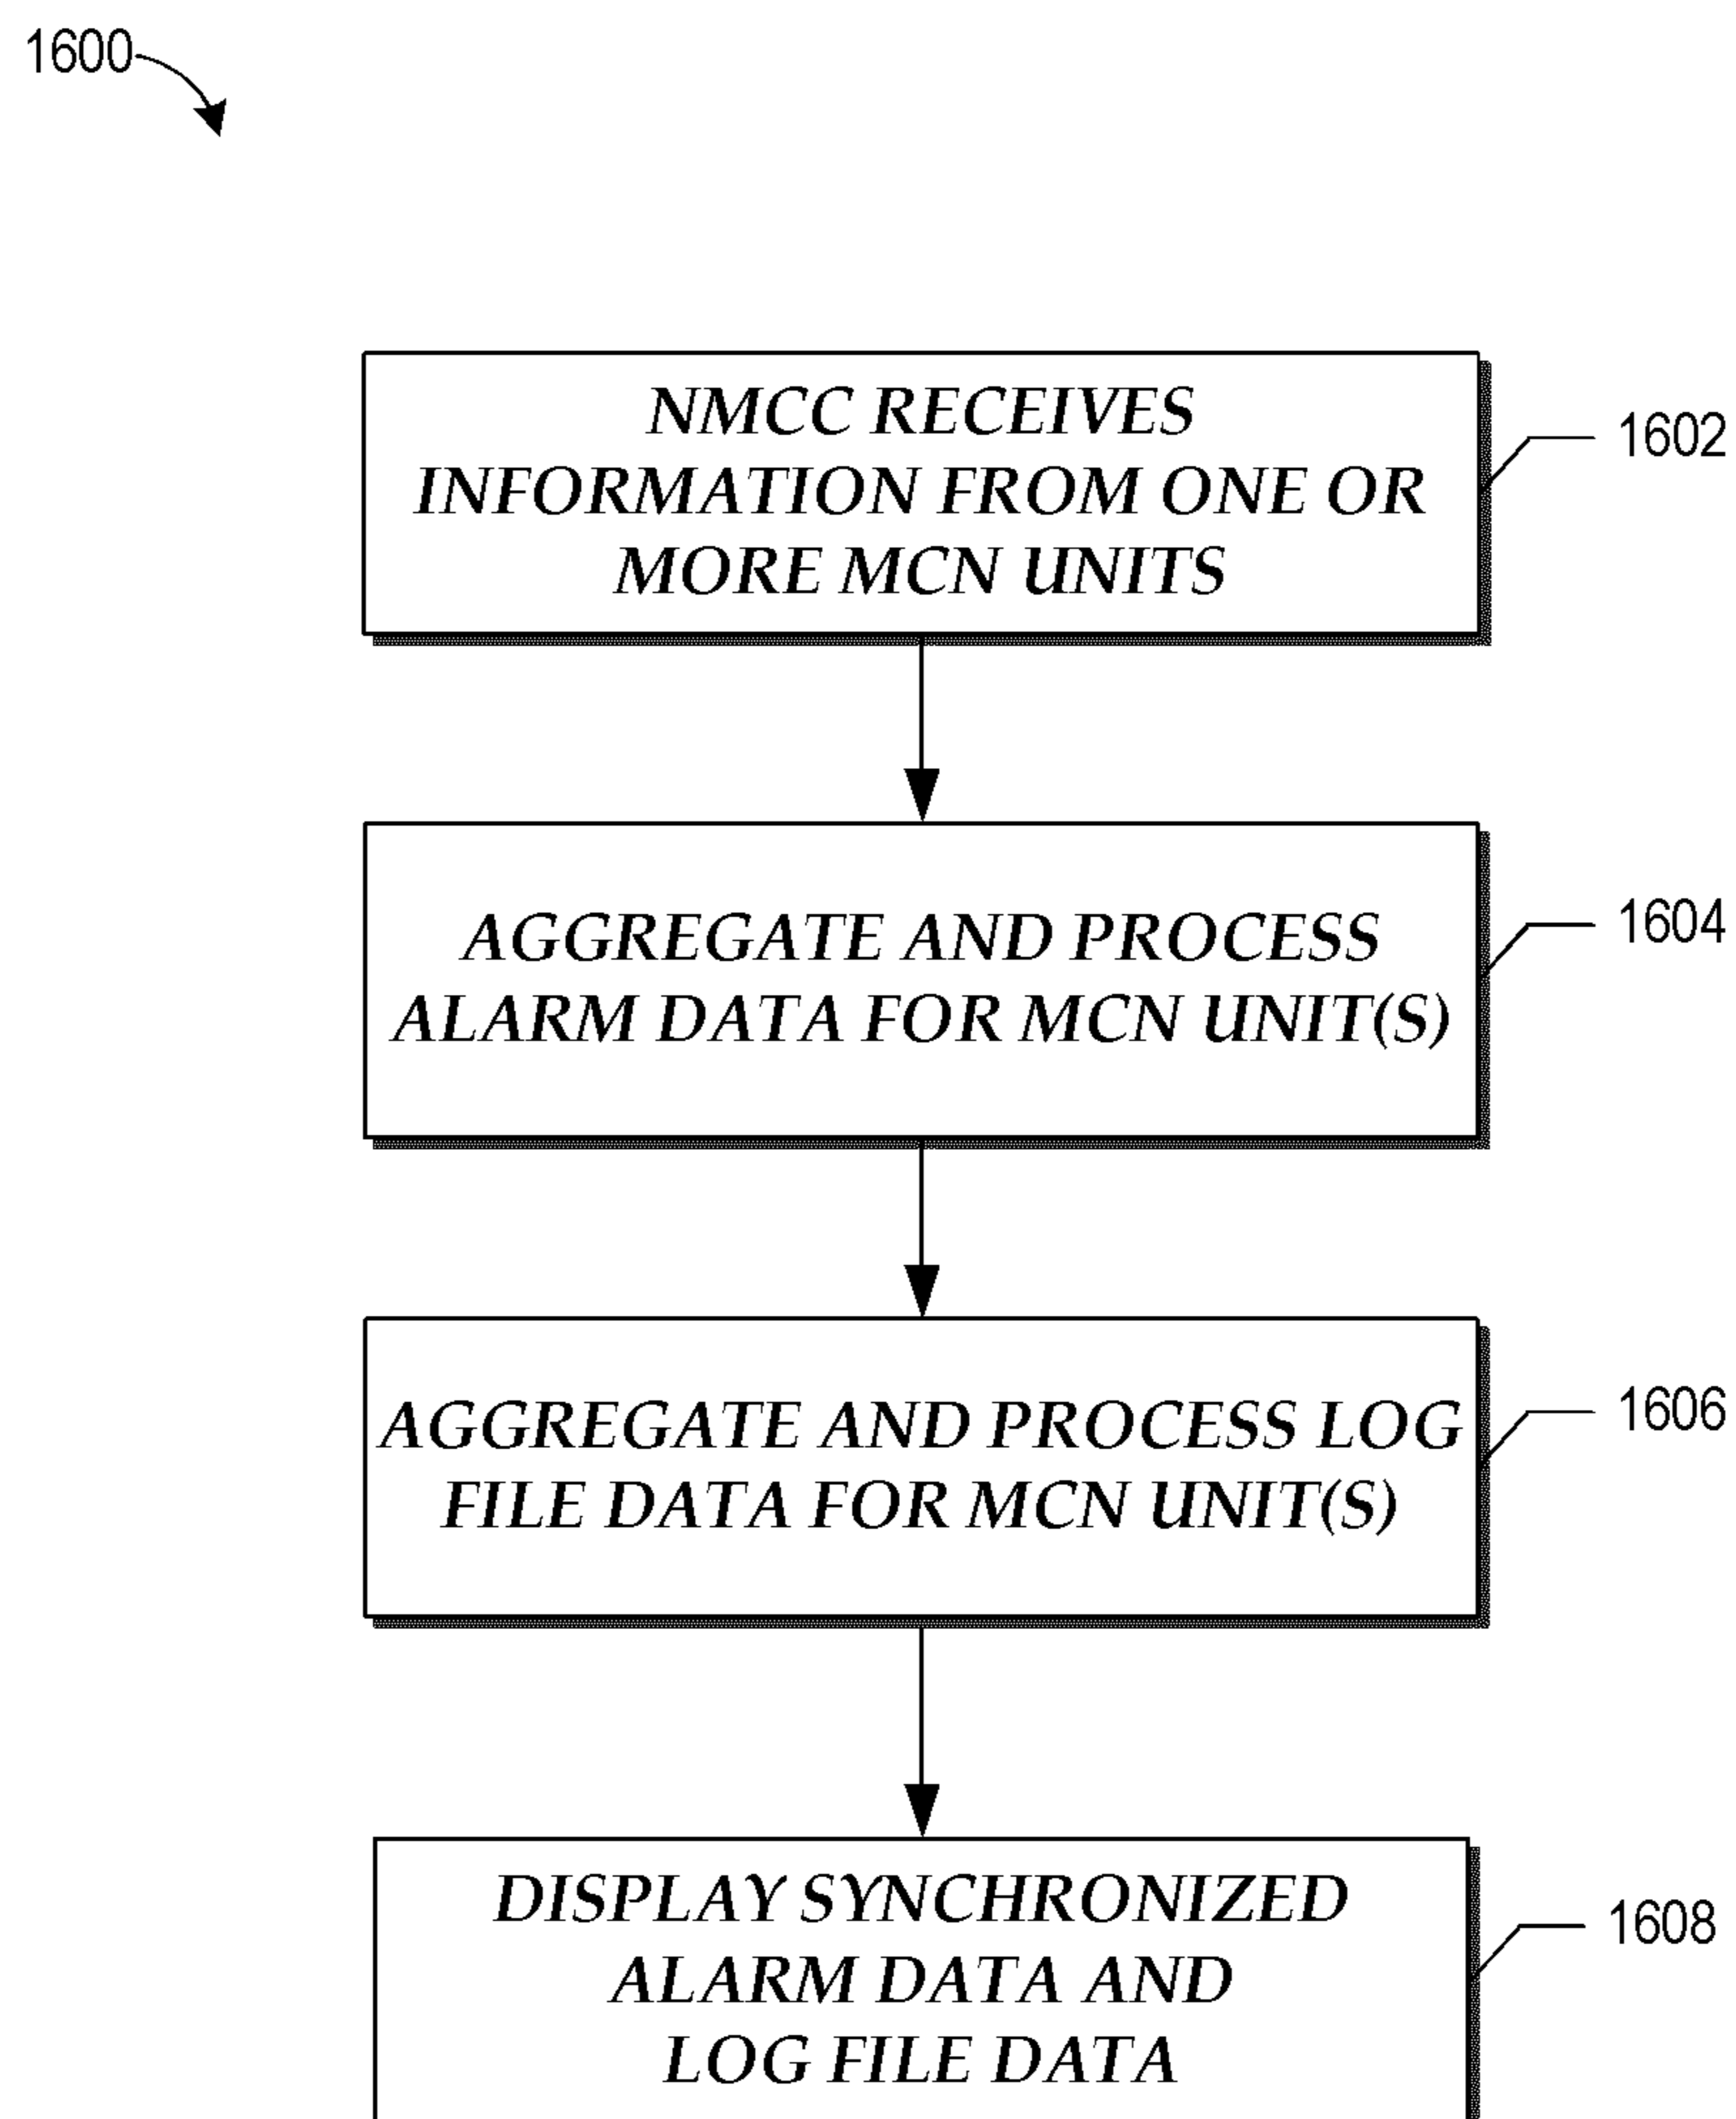 1600
NMCC RECEIVES
INFORMATION FROM ONE OR
MORE MCN UNITS
1602
AGGREGATE AND PROCESS
ALARM DATA FOR MCN UNIT(S)
1604
AGGREGATE AND PROCESS LOG
FILE DATA FOR MCN UNIT(S)
1606
DISPLAY SYNCHRONIZED
ALARM DATA AND
LOG FILE DATA
1608